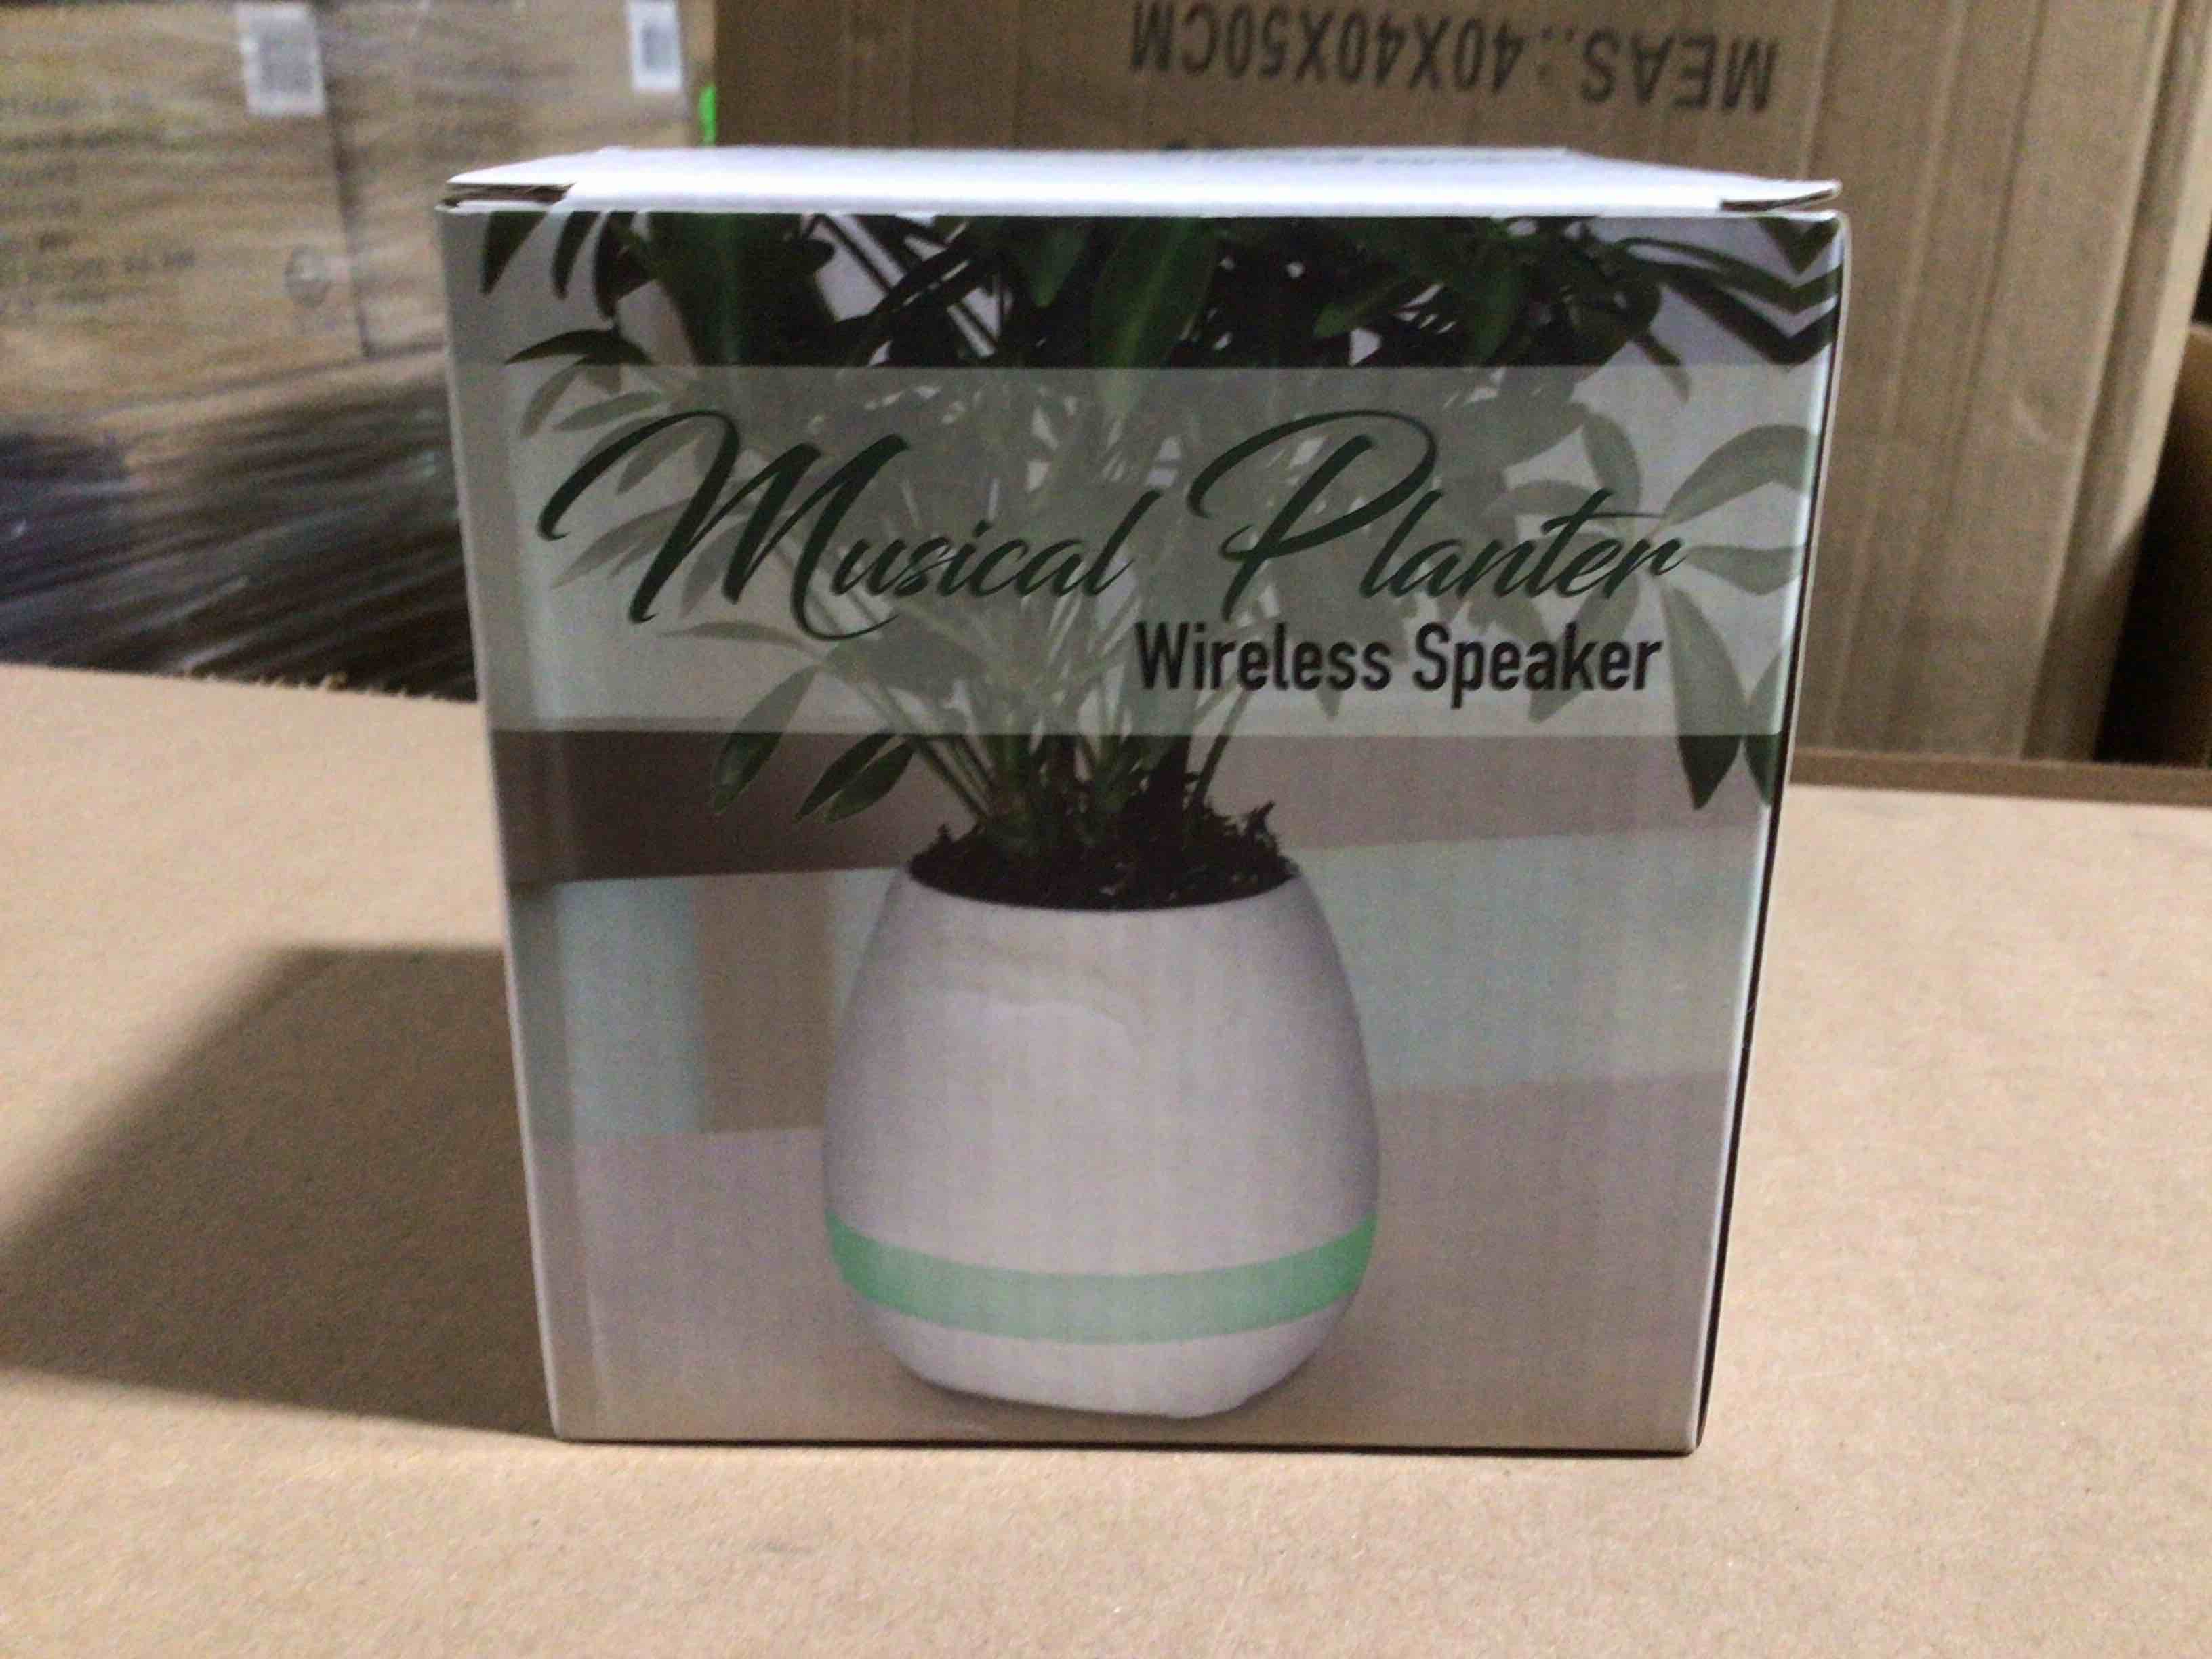 MEAS.:40X40X50CM
Musical Planter
Wireless Speaker